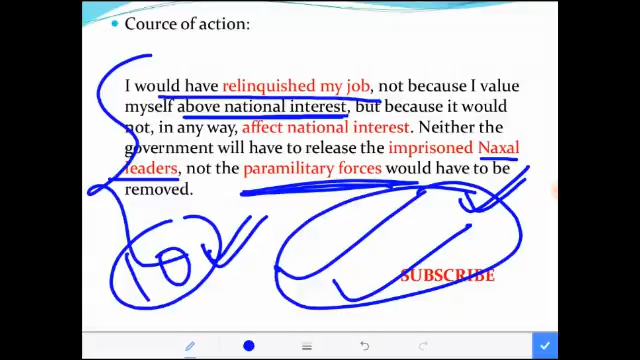 Cource of action:
I would have relinquished my job, not because I value
myself above national interest, but because it would
not, in any way, affect national interest. Neither the
government will have to release the imprisoned Naxal
leaders, not the paramilitary forces would have to be
removed.
10
SUBSCRIBE